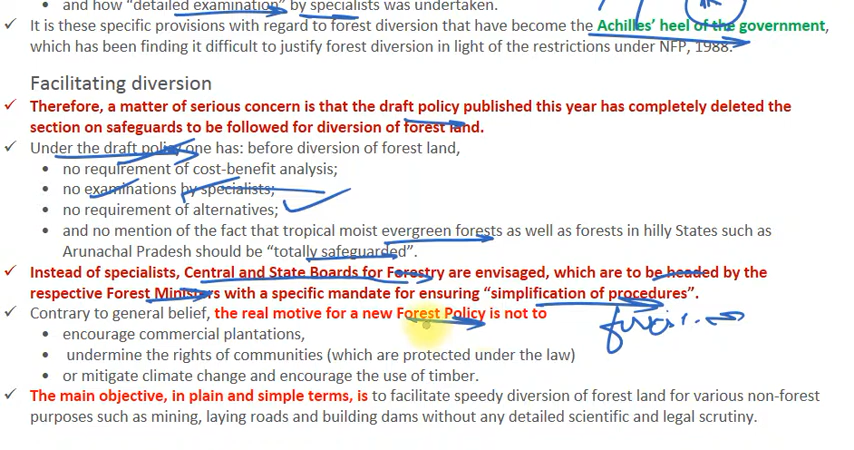 • and how “detailed examination” by specialists was undertaken.
✓ It is these specific provisions with regard to forest diversion that have become the Achilles’ heel of the government,
which has been finding it difficult to justify forest diversion in light of the restrictions under NFP, 1988.
Facilitating diversion
✓ Therefore, a matter of serious concern is that the draft policy published this year has completely deleted the
section on safeguards to be followed for diversion of forest land.
✓ Under the draft policy one has: before diversion of forest land,
• no requirement of cost-benefit analysis;
• no examinations by specialists;
• no requirement of alternatives;
• and no mention of the fact that tropical moist evergreen forests as well as forests in hilly States such as
Arunachal Pradesh should be “totally safeguarded”.
✓ Instead of specialists, Central and State Boards for Forestry are envisaged, which are to be headed by the
respective Forest Ministers with a specific mandate for ensuring “simplification of procedures”.
✓ Contrary to general belief, the real motive for a new Forest Policy is not to
• encourage commercial plantations,
• undermine the rights of communities (which are protected under the law)
• or mitigate climate change and encourage the use of timber.
✓ The main objective, in plain and simple terms, is to facilitate speedy diversion of forest land for various non-forest
purposes such as mining, laying roads and building dams without any detailed scientific and legal scrutiny.